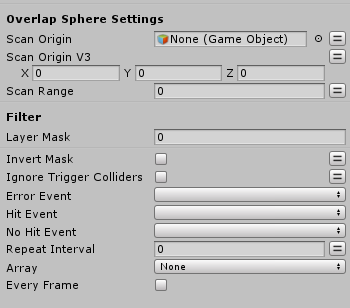 Overlap Sphere Settings
Scan Origin None (Game Object)
Scan Origin V3
X 0 Y 0 Z 0
Scan Range 0
Filter
Layer Mask 0
Invert Mask
Ignore Trigger Colliders
Error Event
Hit Event
No Hit Event
Repeat Interval 0
Array None
Every Frame